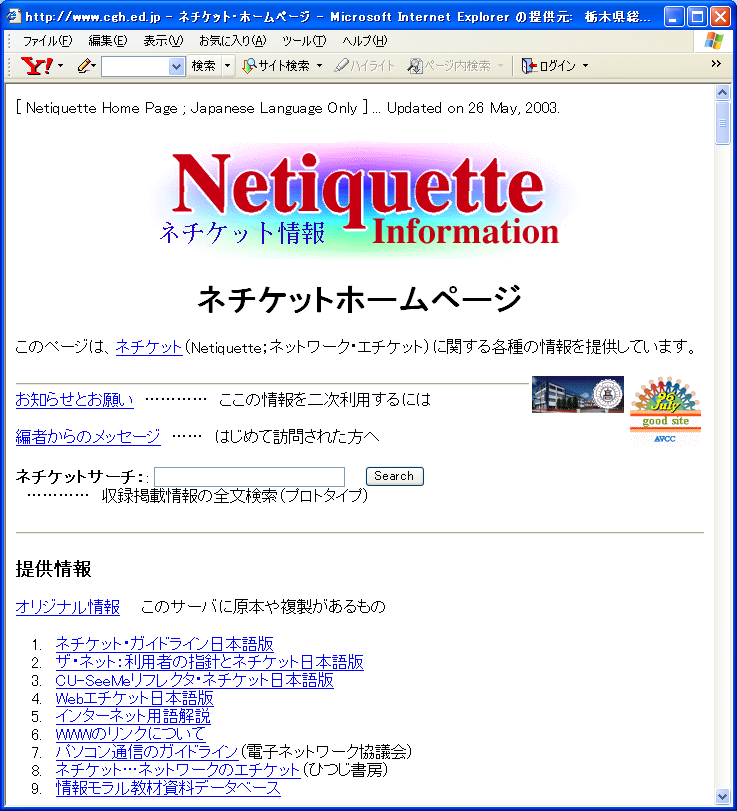 http://www.cgh.ed.jp - ネチケット・ホームページ - Microsoft Internet Explorer の提供元: 栃木県総...
ファイル(F) 編集(E) 表示(V) お気に入り(A) ツール(T) ヘルプ(H)
Y! 検索 サイト検索 ハイライト ページ内検索 ログイン »
[ Netiquette Home Page ; Japanese Language Only ] ... Updated on 26 May, 2003.
Netiquette
ネチケット情報 Information
ネチケットホームページ
このページは、ネチケット(Netiquette;ネットワーク・エチケット)に関する各種の情報を提供しています。
お知らせとお願い ………… ここの情報を二次利用するには
good site
AVCC
編者からのメッセージ …… はじめて訪問された方へ
ネチケットサーチ:: Search
………… 収録掲載情報の全文検索(プロトタイプ)
提供情報
オリジナル情報 このサーバに原本や複製があるもの
1. ネチケット・ガイドライン日本語版
2. ザ・ネット:利用者の指針とネチケット日本語版
3. CU-SeeMeリフレクタ・ネチケット日本語版
4. Webエチケット日本語版
5. インターネット用語解説
6. WWWのリンクについて
7. パソコン通信のガイドライン(電子ネットワーク協議会)
8. ネチケット…ネットワークのエチケット(ひつじ書房)
9. 情報モラル教材資料データベース